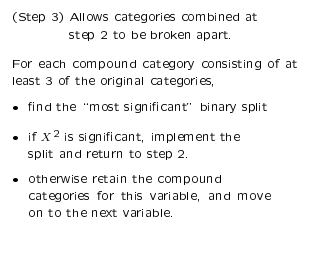 (Step 3) Allows categories combined at
step 2 to be broken apart.
For each compound category consisting of at
least 3 of the original categories,
• find the “most significant” binary split
• if X² is significant, implement the
split and return to step 2.
• otherwise retain the compound
categories for this variable, and move
on to the next variable.